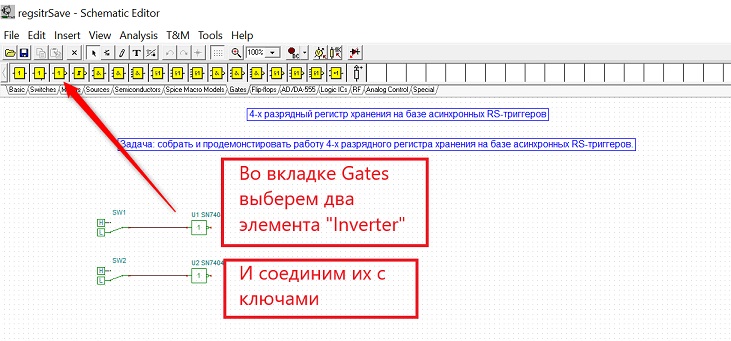 regsitrSave - Schematic Editor
File Edit Insert View Analysis T&M Tools Help
100%
Basic Switches Meters Sources Semiconductors Spice Macro Models Gates Flip-flops AD/DA-555 Logic ICs RF Analog Control Special
4-х разрядный регистр хранения на базе асинхронных RS-триггеров
Задача: собрать и продемонстрировать работу 4-х разрядного регистра хранения на базе асинхронных RS-триггеров.
Во вкладке Gates
выберем два
элемента "Inverter"
SW1
U1 SN7404
H
L
1
И соединим их с
ключами
SW2
U2 SN7404
H
L
1